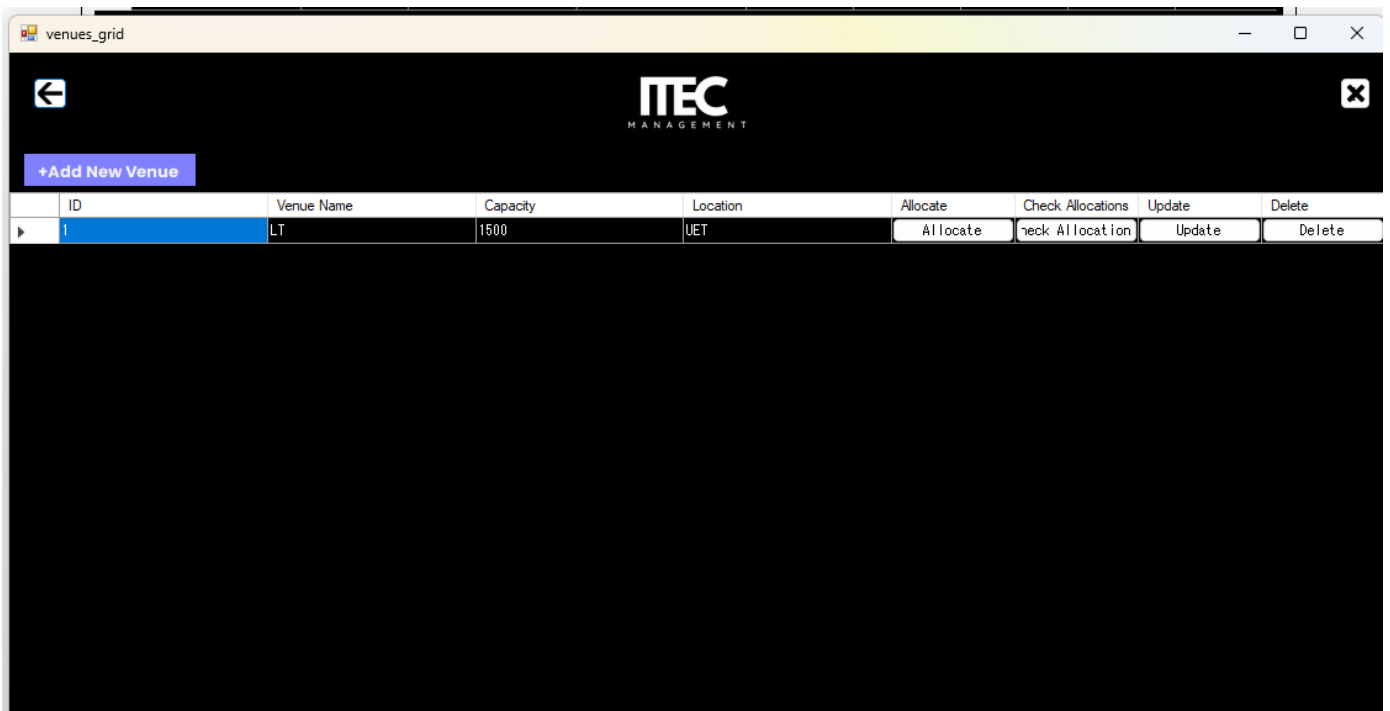 venues_grid
ITEC
MANAGEMENT
+Add New Venue
ID Venue Name Capacity Location Allocate Check Allocations Update Delete
1 LT 1500 UET Allocate heck Allocation Update Delete